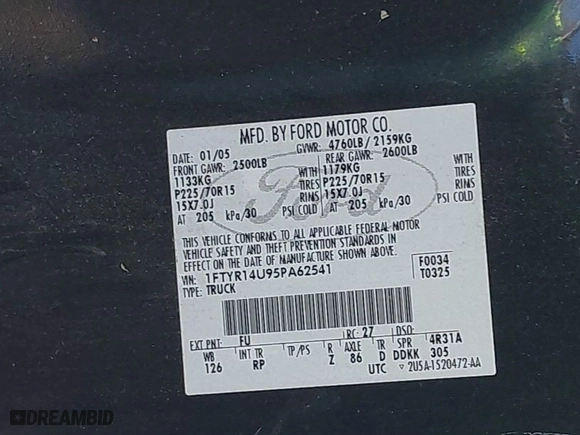 MFD. BY FORD MOTOR CO.
DATE: 01/05 GVWR: 4760LB/ 2159KG
FRONT GAWR: 2500LB REAR GAWR: 2600LB
1133KG WITH 1179KG WITH
P225/70R15 TIRES P225/70R15 TIRES
15X7.0J RIMS 15X7.0J RIMS
AT 205 kPa/30 PSI COLD AT 205 kPa/30 PSI COLD
Ford
THIS VEHICLE CONFORMS TO ALL APPLICABLE FEDERAL MOTOR
VEHICLE SAFETY AND THEFT PREVENTION STANDARDS IN
EFFECT ON THE DATE OF MANUFACTURE SHOWN ABOVE.
VIN: 1FTYR14U95PA62541 F0034
TYPE: TRUCK T0325
EXT PNT: FU RC: 27 DSO:
WB INT TR TP/PS R AXLE TR SPR 4R31A
126 RP Z 86 D DDKK 305
UTC ▽ 2U5A-1520472-AA
DREAMBID